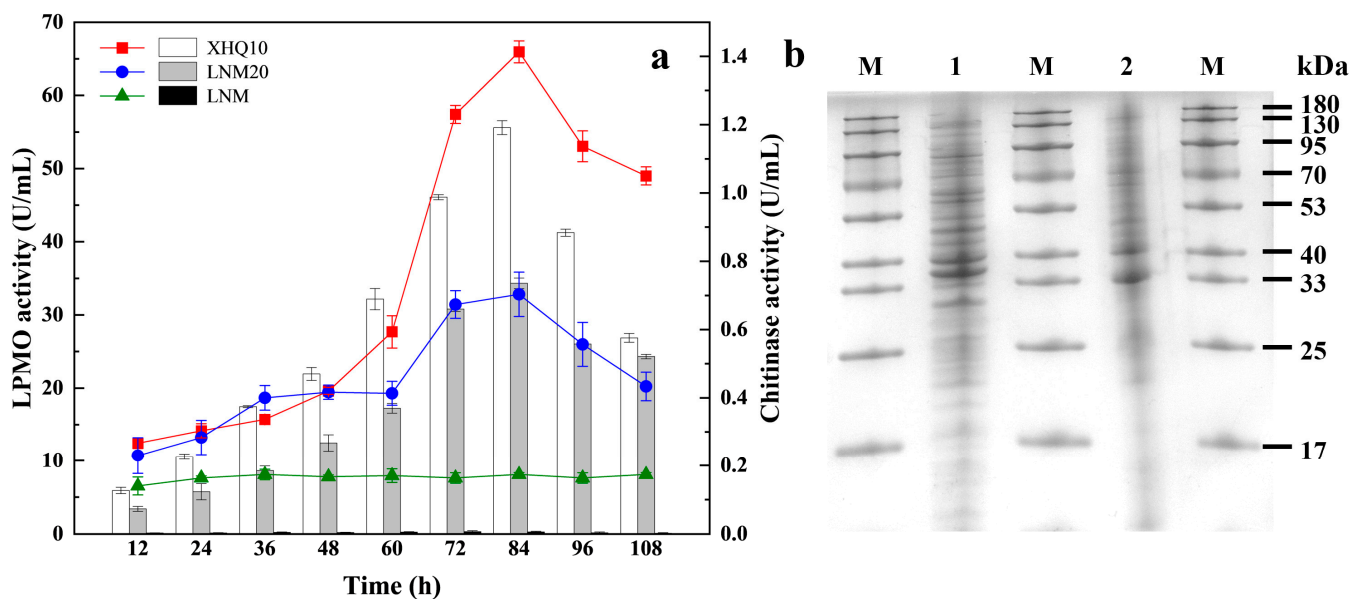 a
XHQ10
LNM20
LNM
LPMO activity (U/mL)
70
60
50
40
30
20
10
0
12 24 36 48 60 72 84 96 108
Time (h)
1.4
1.2
1.0
0.8
0.6
0.4
0.2
0.0
Chitinase activity (U/mL)
b
M 1 M 2 M kDa
180
130
95
70
53
40
33
25
17